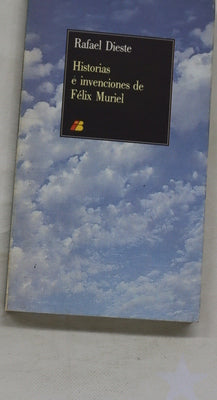 Rafael Dieste
Historias
é invenciones de
Félix Muriel